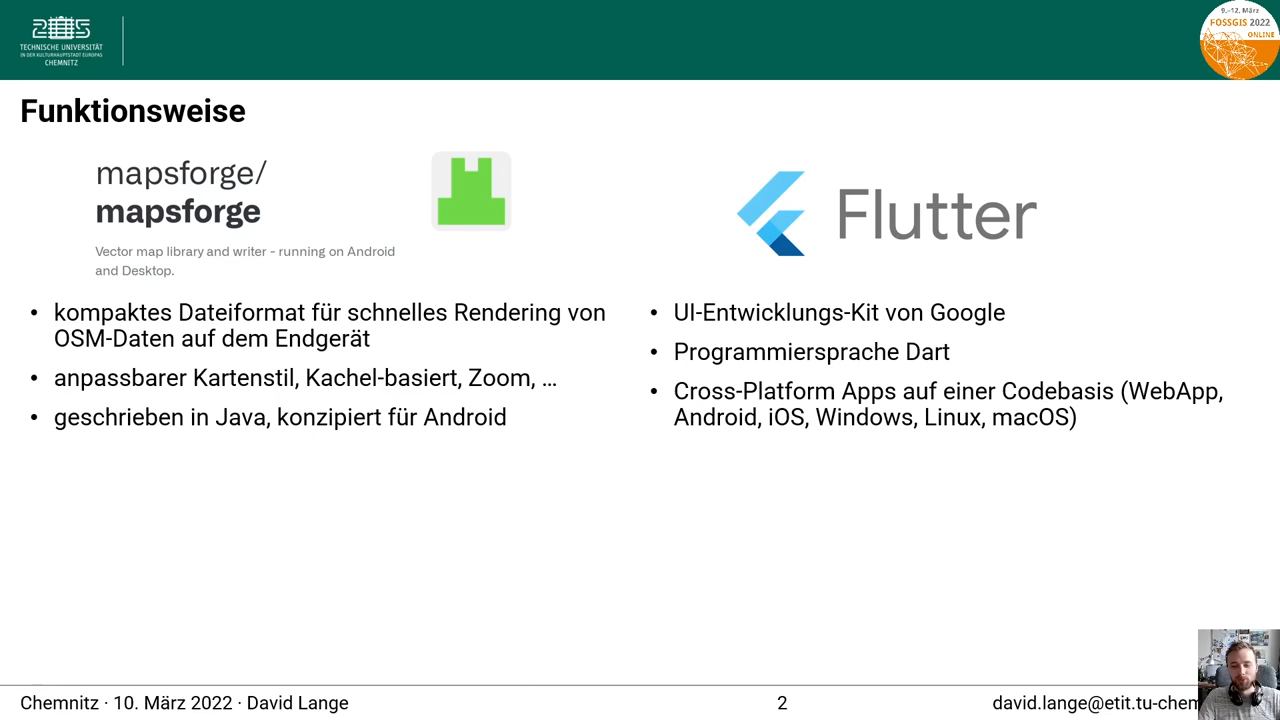 TECHNISCHE UNIVERSITÄT
IN DER KULTURHAUPTSTADT EUROPAS
CHEMNITZ
9.–12. März
FOSSGIS 2022
ONLINE
Funktionsweise
mapsforge/
mapsforge
Vector map library and writer - running on Android
and Desktop.
• kompaktes Dateiformat für schnelles Rendering von
OSM-Daten auf dem Endgerät
• anpassbarer Kartenstil, Kachel-basiert, Zoom, ...
• geschrieben in Java, konzipiert für Android
Flutter
• UI-Entwicklungs-Kit von Google
• Programmiersprache Dart
• Cross-Platform Apps auf einer Codebasis (WebApp,
Android, iOS, Windows, Linux, macOS)
Chemnitz · 10. März 2022 · David Lange
2
david.lange@etit.tu-chem